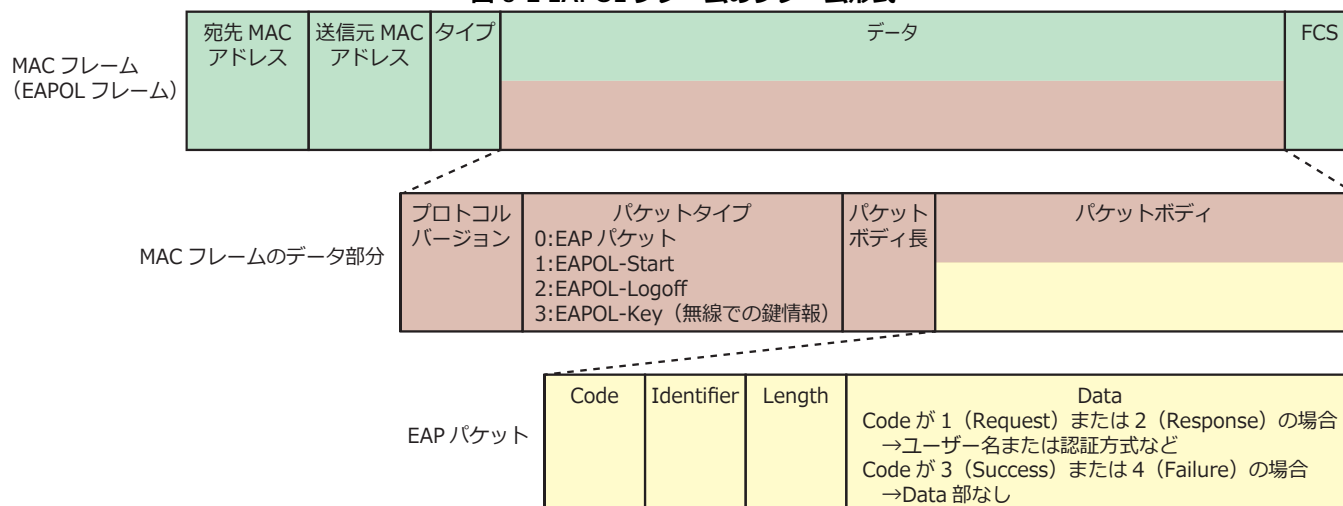 宛先 MAC
アドレス
送信元 MAC
アドレス
タイプ
データ
FCS
MAC フレーム
（EAPOL フレーム）
プロトコル
バージョン
パケットタイプ
0:EAP パケット
1:EAPOL-Start
2:EAPOL-Logoff
3:EAPOL-Key（無線での鍵情報）
パケット
ボディ長
パケットボディ
MAC フレームのデータ部分
Code
Identifier
Length
Data
Code が 1（Request）または 2（Response）の場合
→ユーザー名または認証方式など
Code が 3（Success）または 4（Failure）の場合
→Data 部なし
EAP パケット